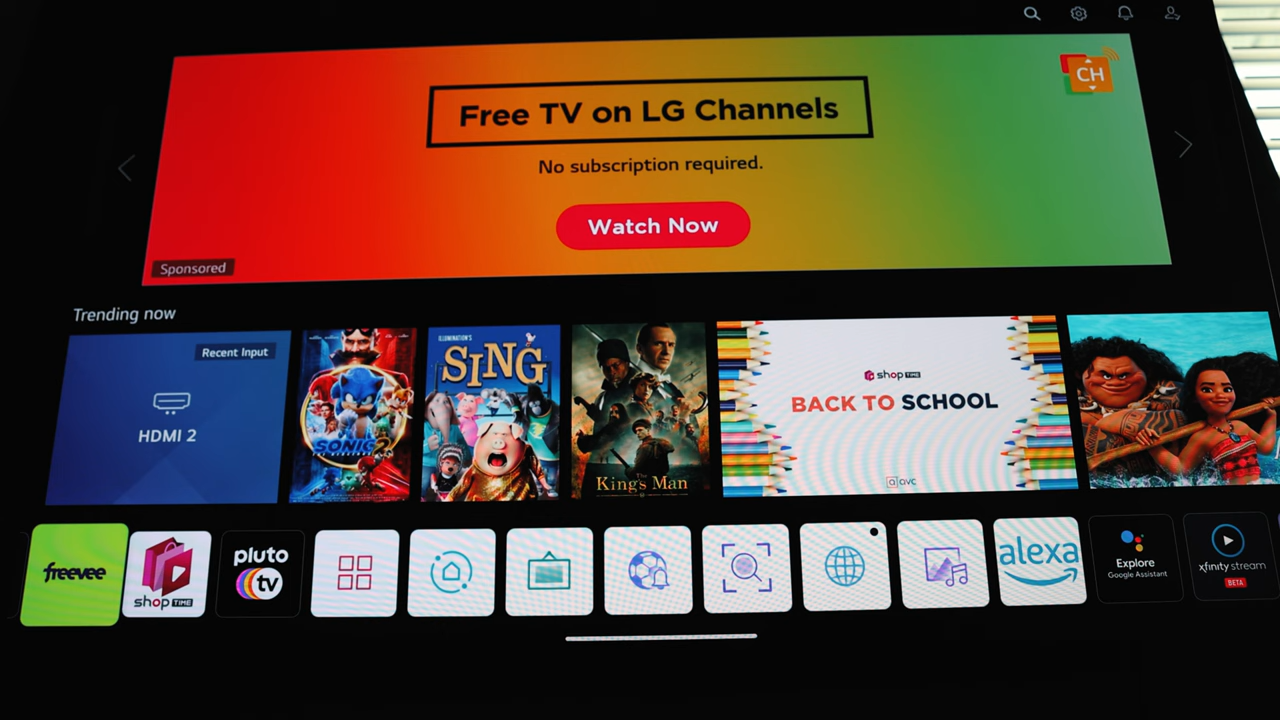 CH
Free TV on LG Channels
No subscription required.
Watch Now
Sponsored
Trending now
Recent Input
HDMI 2
SONIC 2
ILLUMINATION'S
SING
The
King's Man
shop TIME
BACK TO SCHOOL
a avc
freevee
shop TIME
pluto
tv
alexa
Explore
Google Assistant
xfinity stream
BETA